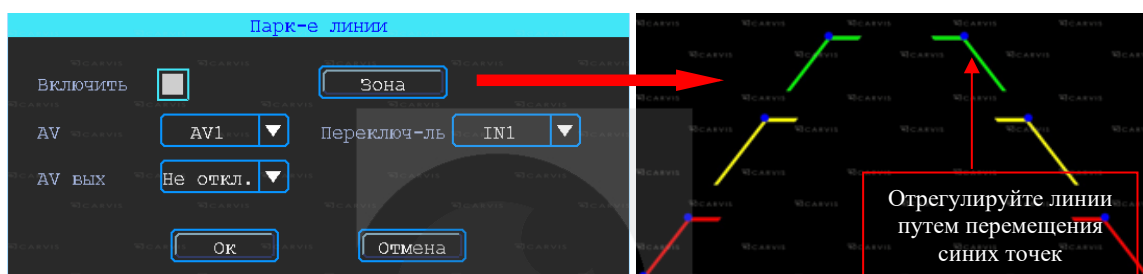 Парк-е линии
Включить Зона
AV AV1 Переключ-ль IN1
AV вых Не откл.
Ок Отмена
Отрегулируйте линии
путем перемещения
синих точек
CARVIS